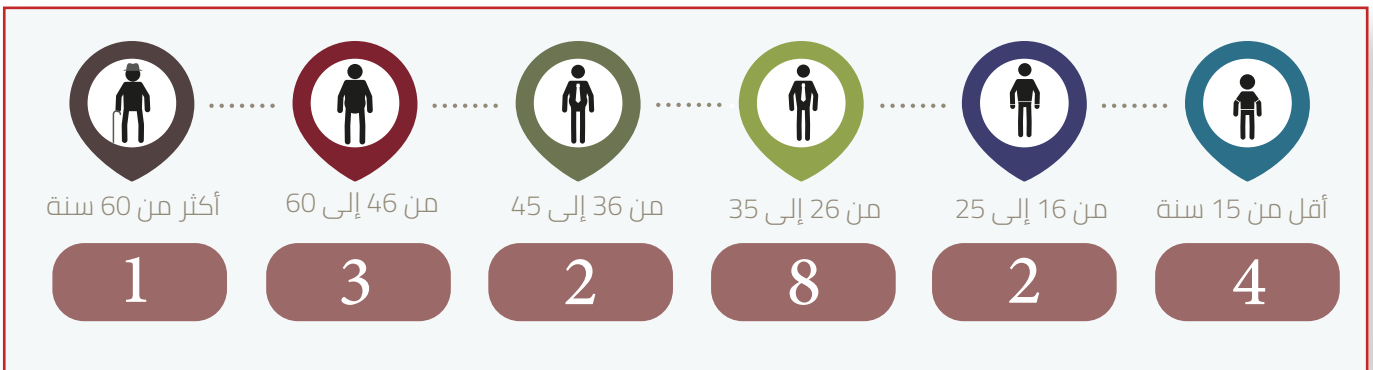 أقل من 15 سنة
من 16 إلى 25
من 26 إلى 35
من 36 إلى 45
من 46 إلى 60
أكثر من 60 سنة
4
2
8
2
3
1